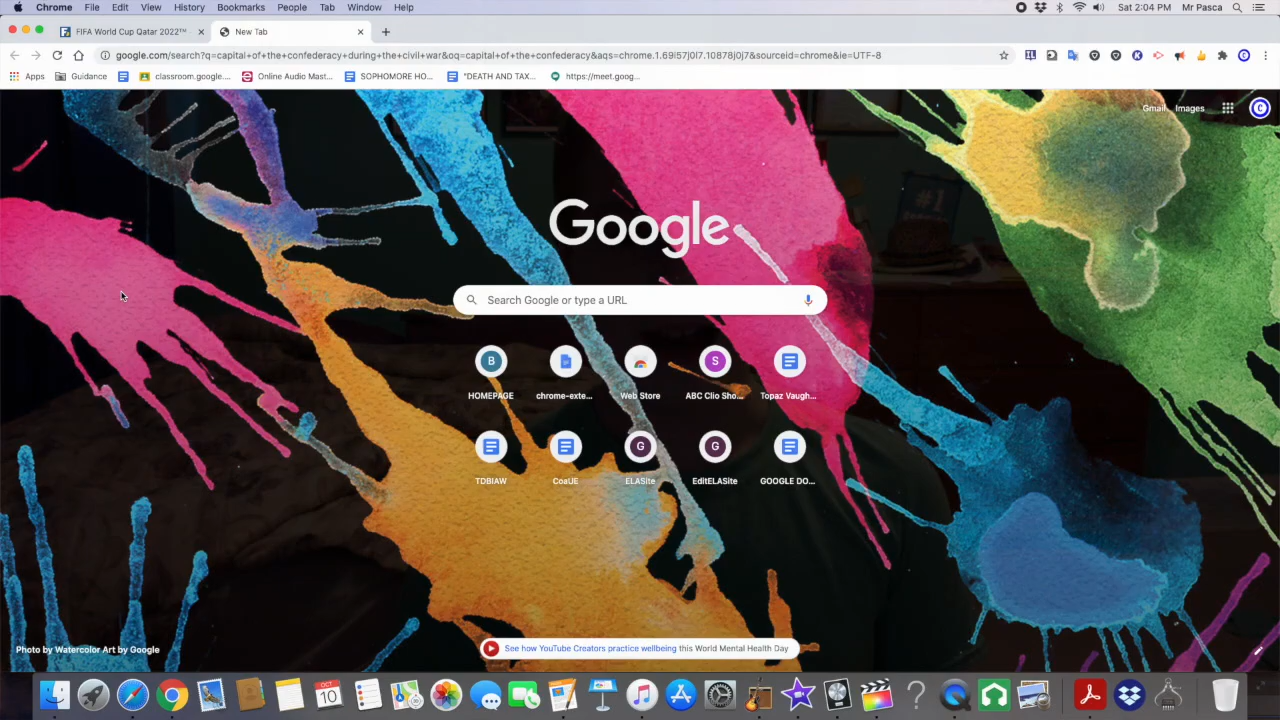 Chrome File Edit View History Bookmarks People Tab Window Help Sat 2:04 PM Mr Pasca
FIFA World Cup Qatar 2022™ New Tab
google.com/search?q=capital+of+the+confederacy+during+the+civil+war&oq=capital+of+the+confederacy&aqs=chrome.1.69i57j0l7.10878j0j7&sourceid=chrome&ie=UTF-8
Apps Guidance classroom.google.... Online Audio Mast... SOPHOMORE HO... "DEATH AND TAX... https://meet.goog...
Gmail Images
#1
Google
Search Google or type a URL
B S
HOMEPAGE chrome-exte... Web Store ABC Clio Sho... Topaz Vaugh...
G G
TDBIAW CoaUE ELASite EditELASite GOOGLE DO...
See how YouTube Creators practice wellbeing this World Mental Health Day
Photo by Watercolor Art by Google
OCT
10